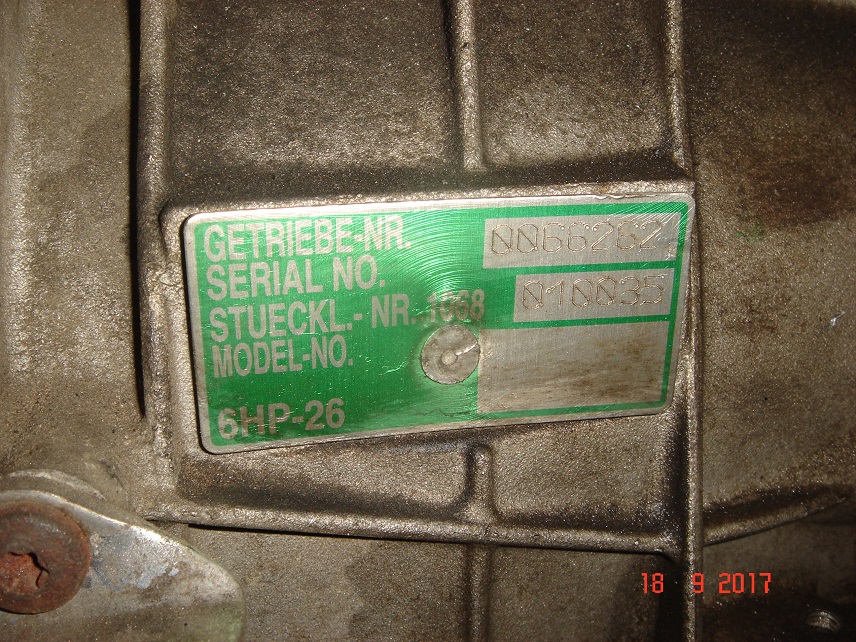 GETRIEBE-NR. 0066262
SERIAL NO.
STUECKL.- NR. 1068 010035
MODEL-NO.
6HP-26
18 9 2017